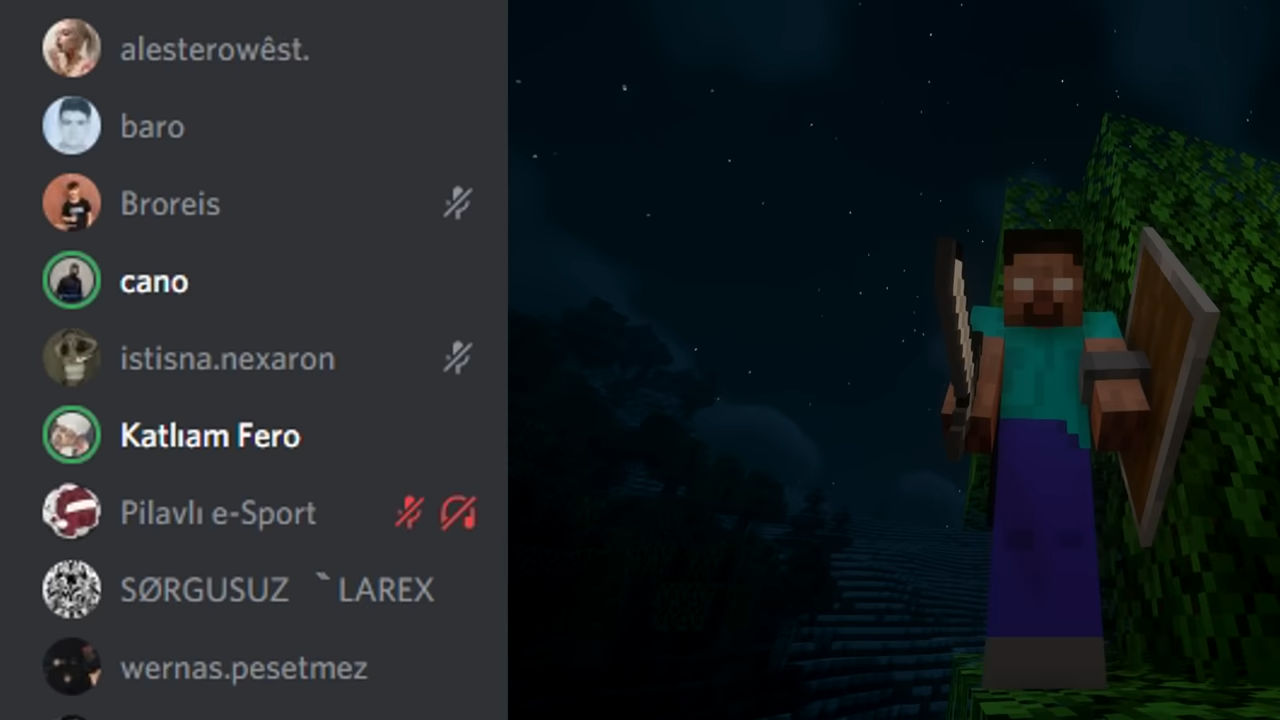 alesterowêst.
baro
Broreis
cano
istisna.nexaron
Katlıam Fero
Pilavlı e-Sport
SØRGUSUZ ՝՝ LAREX
wernas.pesetmez